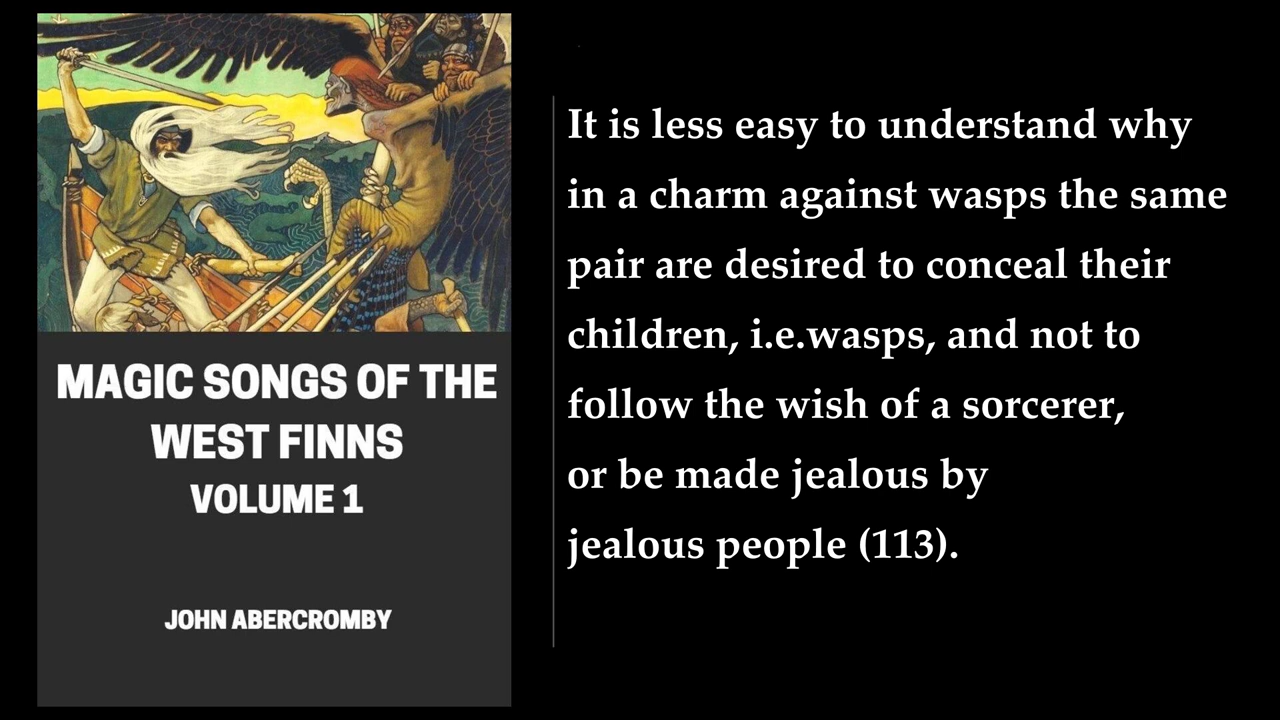 MAGIC SONGS OF THE
WEST FINNS
VOLUME 1
JOHN ABERCROMBY
It is less easy to understand why
in a charm against wasps the same
pair are desired to conceal their
children, i.e.wasps, and not to
follow the wish of a sorcerer,
or be made jealous by
jealous people (113).